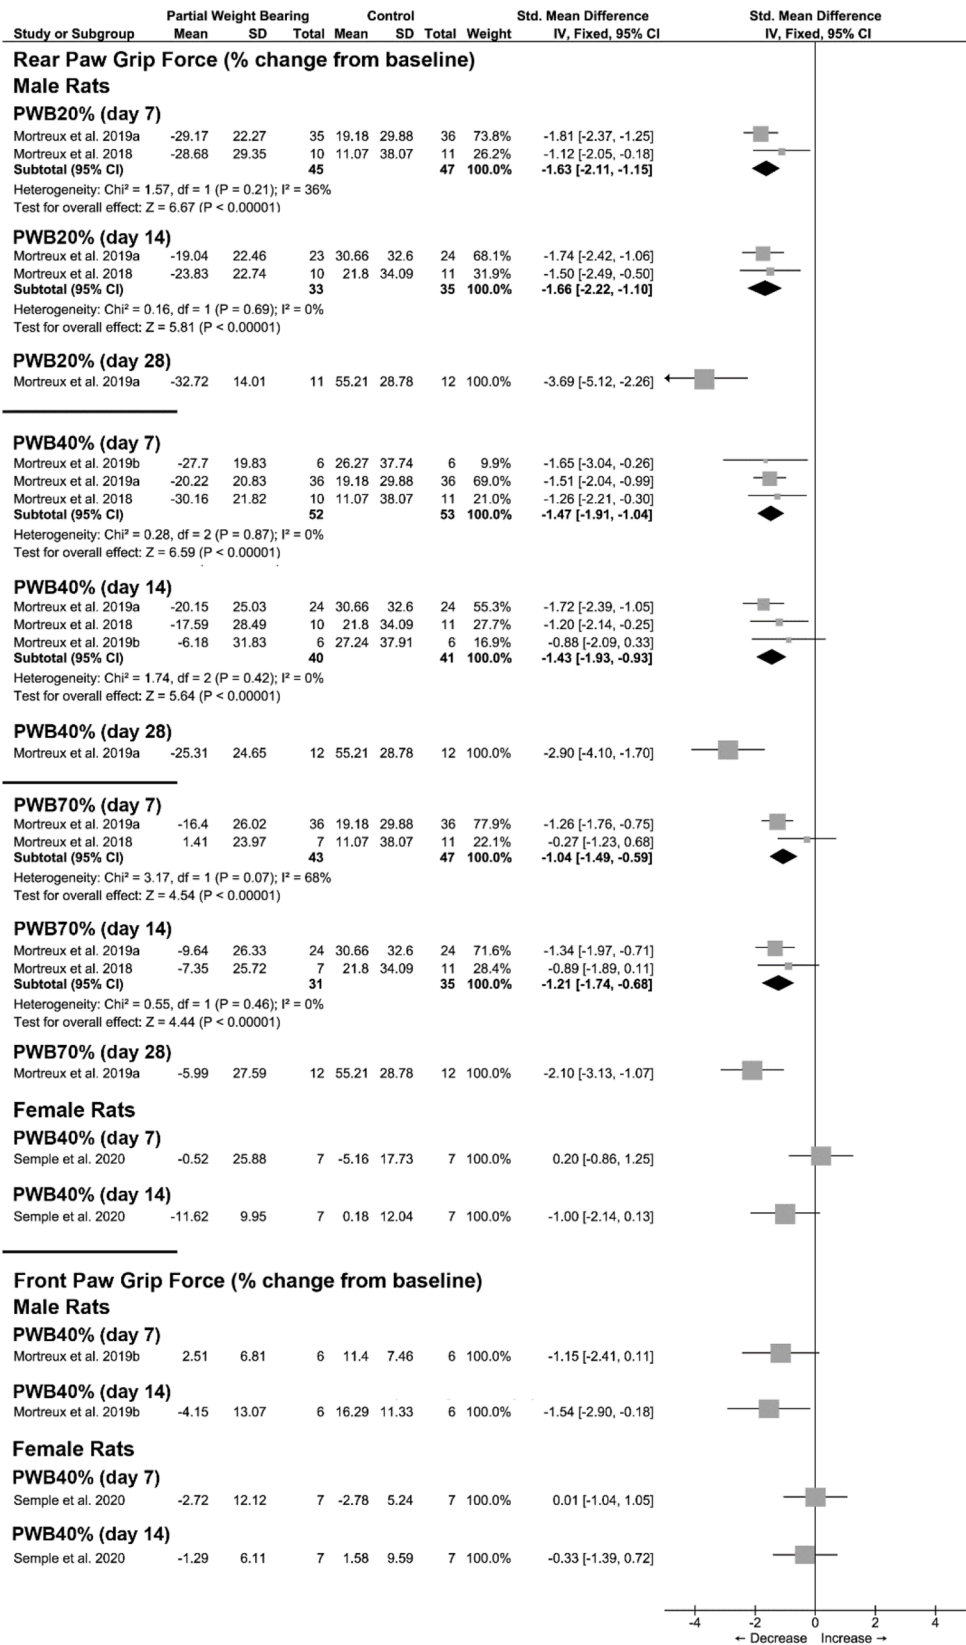 Partial Weight Bearing Control Std. Mean Difference Std. Mean Difference
Study or Subgroup Mean SD Total Mean SD Total Weight IV, Fixed, 95% CI IV, Fixed, 95% CI
Rear Paw Grip Force (% change from baseline)
Male Rats
PWB20% (day 7)
Mortreux et al. 2019a -29.17 22.27 35 19.18 29.88 36 73.8% -1.81 [-2.37, -1.25]
Mortreux et al. 2018 -28.68 29.35 10 11.07 38.07 11 26.2% -1.12 [-2.05, -0.18]
Subtotal (95% CI) 45 47 100.0% -1.63 [-2.11, -1.15]
Heterogeneity: Chi² = 1.57, df = 1 (P = 0.21); I² = 36%
Test for overall effect: Z = 6.67 (P < 0.00001)
PWB20% (day 14)
Mortreux et al. 2019a -19.04 22.46 23 30.66 32.6 24 68.1% -1.74 [-2.42, -1.06]
Mortreux et al. 2018 -23.83 22.74 10 21.8 34.09 11 31.9% -1.50 [-2.49, -0.50]
Subtotal (95% CI) 33 35 100.0% -1.66 [-2.22, -1.10]
Heterogeneity: Chi² = 0.16, df = 1 (P = 0.69); I² = 0%
Test for overall effect: Z = 5.81 (P < 0.00001)
PWB20% (day 28)
Mortreux et al. 2019a -32.72 14.01 11 55.21 28.78 12 100.0% -3.69 [-5.12, -2.26]
PWB40% (day 7)
Mortreux et al. 2019b -27.7 19.83 6 26.27 37.74 6 9.9% -1.65 [-3.04, -0.26]
Mortreux et al. 2019a -20.22 20.83 36 19.18 29.88 36 69.0% -1.51 [-2.04, -0.99]
Mortreux et al. 2018 -30.16 21.82 10 11.07 38.07 11 21.0% -1.26 [-2.21, -0.30]
Subtotal (95% CI) 52 53 100.0% -1.47 [-1.91, -1.04]
Heterogeneity: Chi² = 0.28, df = 2 (P = 0.87); I² = 0%
Test for overall effect: Z = 6.59 (P < 0.00001)
PWB40% (day 14)
Mortreux et al. 2019a -20.15 25.03 24 30.66 32.6 24 55.3% -1.72 [-2.39, -1.05]
Mortreux et al. 2018 -17.59 28.49 10 21.8 34.09 11 27.7% -1.20 [-2.14, -0.25]
Mortreux et al. 2019b -6.18 31.83 6 27.24 37.91 6 16.9% -0.88 [-2.09, 0.33]
Subtotal (95% CI) 40 41 100.0% -1.43 [-1.93, -0.93]
Heterogeneity: Chi² = 1.74, df = 2 (P = 0.42); I² = 0%
Test for overall effect: Z = 5.64 (P < 0.00001)
PWB40% (day 28)
Mortreux et al. 2019a -25.31 24.65 12 55.21 28.78 12 100.0% -2.90 [-4.10, -1.70]
PWB70% (day 7)
Mortreux et al. 2019a -16.4 26.02 36 19.18 29.88 36 77.9% -1.26 [-1.76, -0.75]
Mortreux et al. 2018 1.41 23.97 7 11.07 38.07 11 22.1% -0.27 [-1.23, 0.68]
Subtotal (95% CI) 43 47 100.0% -1.04 [-1.49, -0.59]
Heterogeneity: Chi² = 3.17, df = 1 (P = 0.07); I² = 68%
Test for overall effect: Z = 4.54 (P < 0.00001)
PWB70% (day 14)
Mortreux et al. 2019a -9.64 26.33 24 30.66 32.6 24 71.6% -1.34 [-1.97, -0.71]
Mortreux et al. 2018 -7.35 25.72 7 21.8 34.09 11 28.4% -0.89 [-1.89, 0.11]
Subtotal (95% CI) 31 35 100.0% -1.21 [-1.74, -0.68]
Heterogeneity: Chi² = 0.55, df = 1 (P = 0.46); I² = 0%
Test for overall effect: Z = 4.44 (P < 0.00001)
PWB70% (day 28)
Mortreux et al. 2019a -5.99 27.59 12 55.21 28.78 12 100.0% -2.10 [-3.13, -1.07]
Female Rats
PWB40% (day 7)
Semple et al. 2020 -0.52 25.88 7 -5.16 17.73 7 100.0% 0.20 [-0.86, 1.25]
PWB40% (day 14)
Semple et al. 2020 -11.62 9.95 7 0.18 12.04 7 100.0% -1.00 [-2.14, 0.13]
Front Paw Grip Force (% change from baseline)
Male Rats
PWB40% (day 7)
Mortreux et al. 2019b 2.51 6.81 6 11.4 7.46 6 100.0% -1.15 [-2.41, 0.11]
PWB40% (day 14)
Mortreux et al. 2019b -4.15 13.07 6 16.29 11.33 6 100.0% -1.54 [-2.90, -0.18]
Female Rats
PWB40% (day 7)
Semple et al. 2020 -2.72 12.12 7 -2.78 5.24 7 100.0% 0.01 [-1.04, 1.05]
PWB40% (day 14)
Semple et al. 2020 -1.29 6.11 7 1.58 9.59 7 100.0% -0.33 [-1.39, 0.72]
-4 -2 0 2 4
← Decrease Increase →